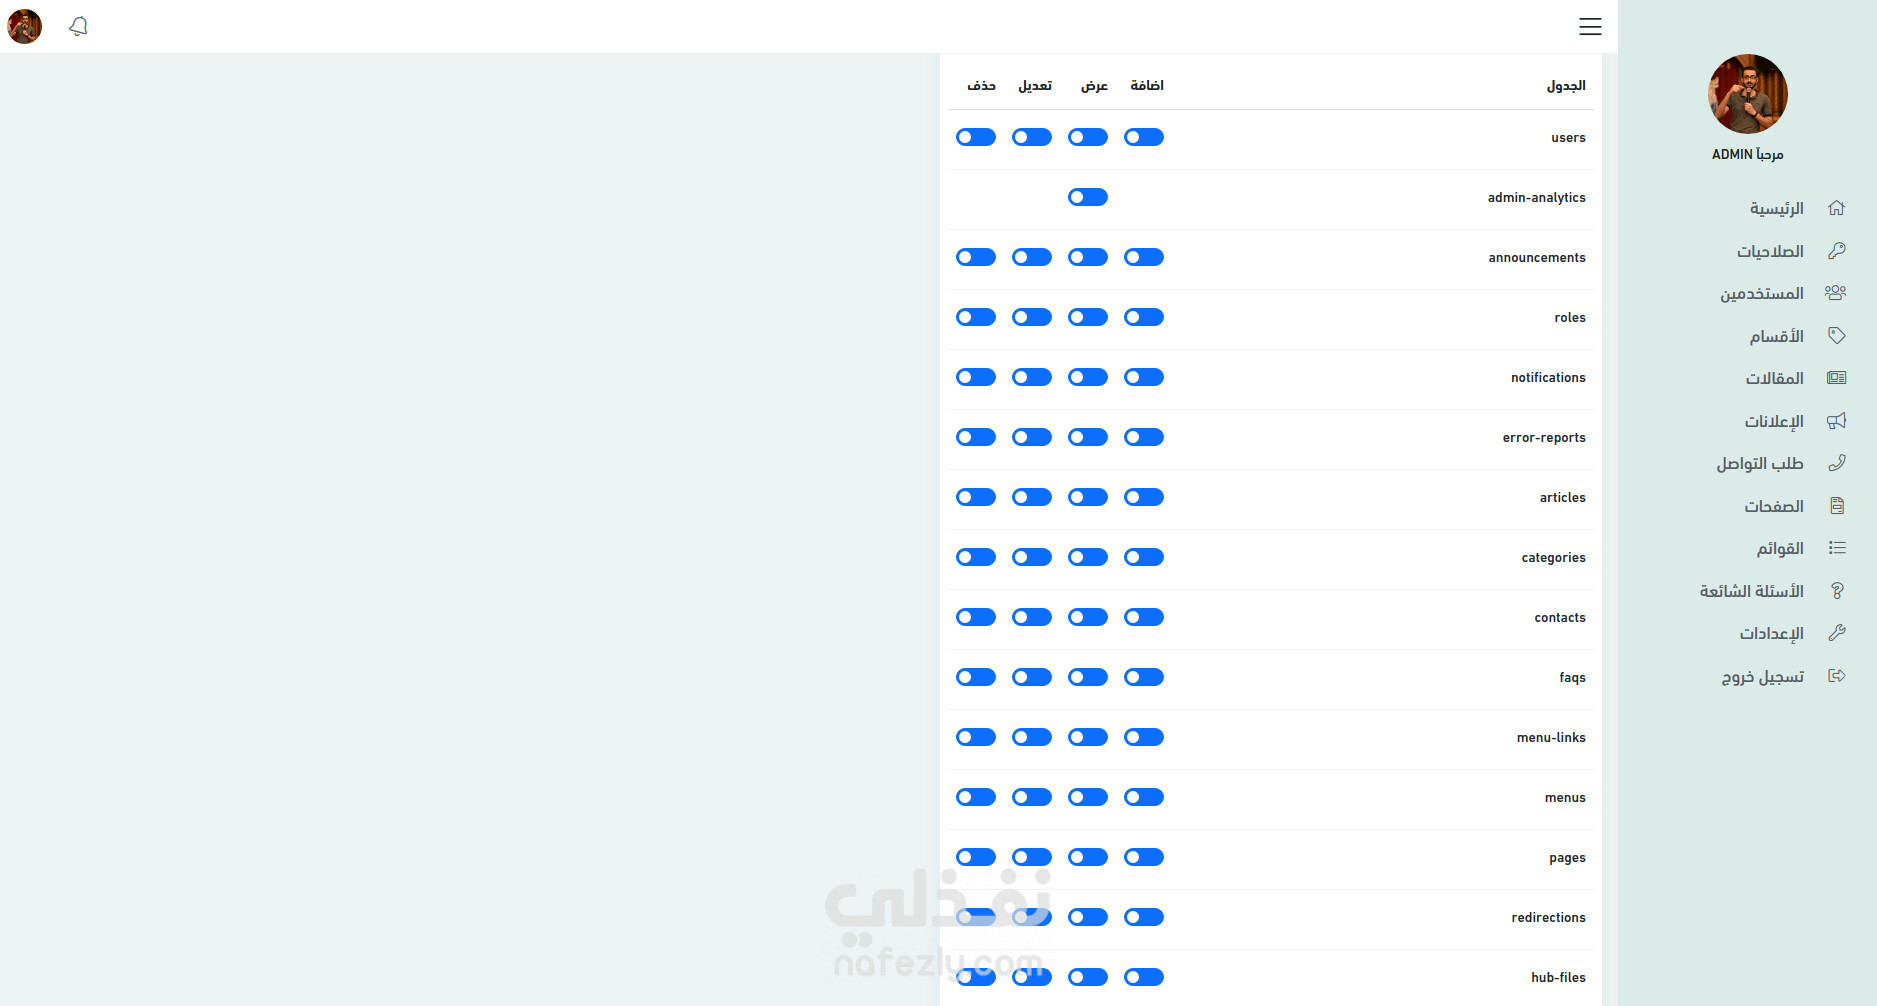 مرحباً ADMIN
الرئيسية
الصلاحيات
المستخدمين
الأقسام
المقالات
الإعلانات
طلب التواصل
الصفحات
القوائم
الأسئلة الشائعة
الإعدادات
تسجيل خروج
الجدول اضافة عرض تعديل حذف
users
admin-analytics
announcements
roles
notifications
error-reports
articles
categories
contacts
faqs
menu-links
menus
pages
redirections
hub-files
نفذلي
nafezly.com